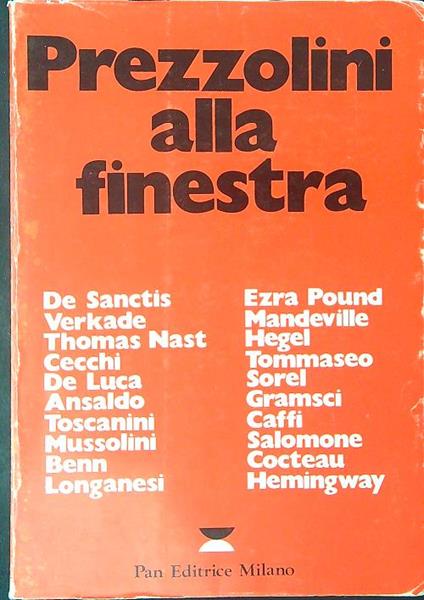 Prezzolini
alla
finestra
De Sanctis
Verkade
Thomas Nast
Cecchi
De Luca
Ansaldo
Toscanini
Mussolini
Benn
Longanesi
Ezra Pound
Mandeville
Hegel
Tommaseo
Sorel
Gramsci
Caffi
Salomone
Cocteau
Hemingway
Pan Editrice Milano